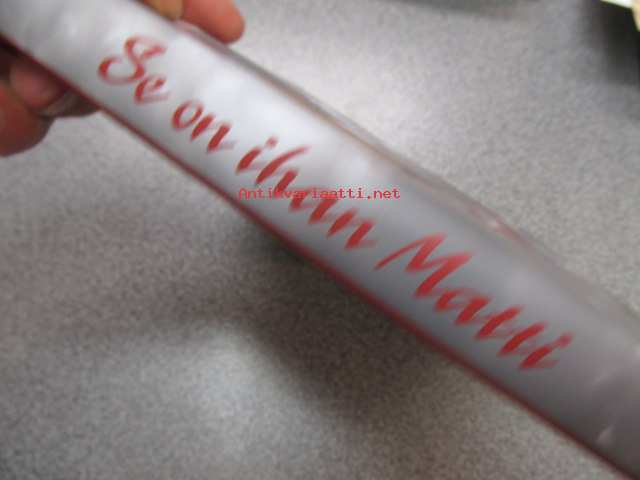 Se on ihan Matti
Antikvariaatti.net